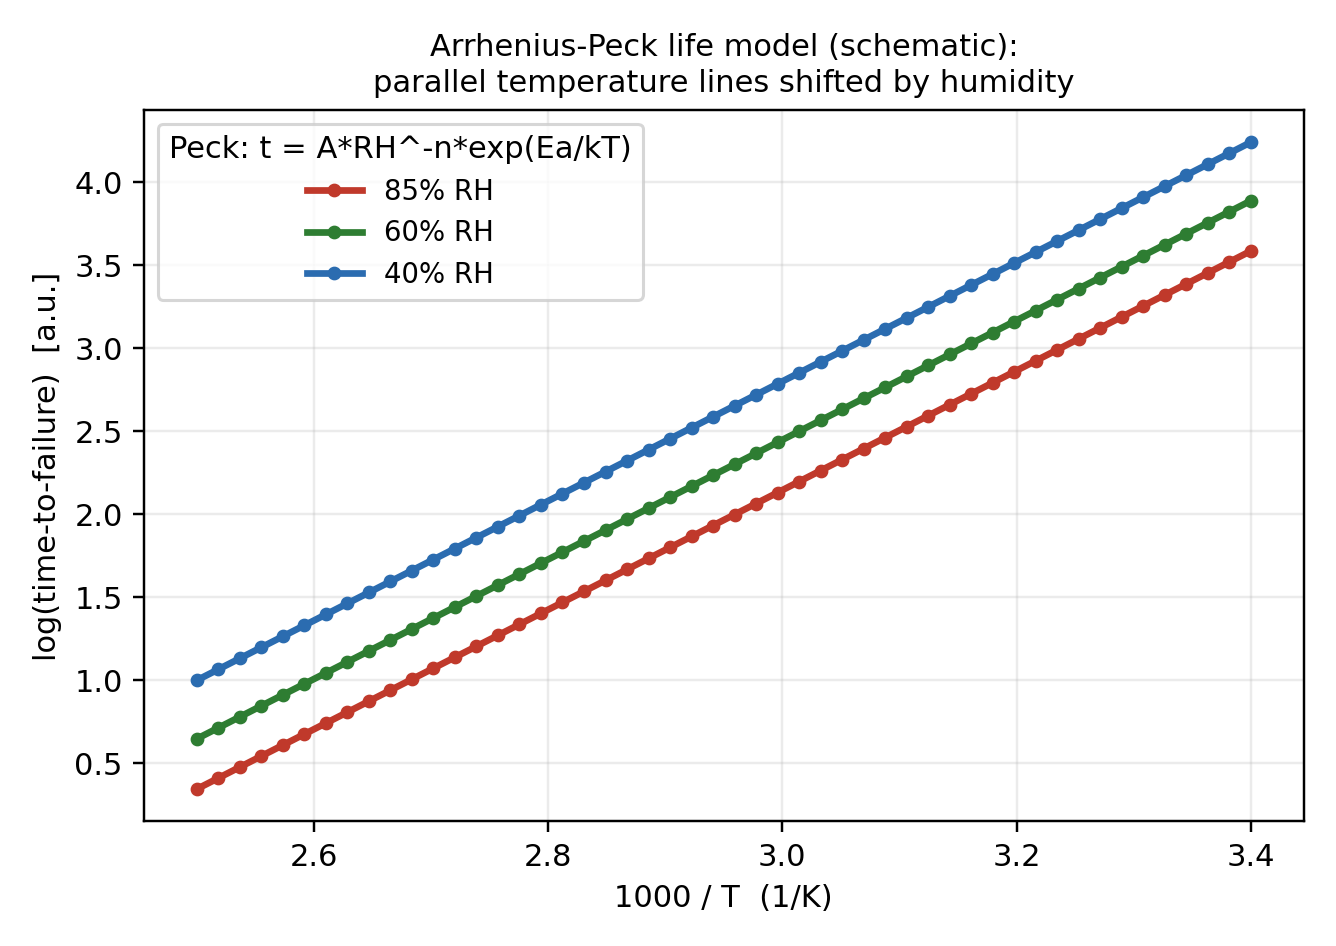 Arrhenius-Peck life model (schematic):
parallel temperature lines shifted by humidity
Peck: t = A*RH^-n*exp(Ea/kT)
85% RH
60% RH
40% RH
log(time-to-failure)  [a.u.]
4.0
3.5
3.0
2.5
2.0
1.5
1.0
0.5
2.6
2.8
3.0
3.2
3.4
1000 / T  (1/K)